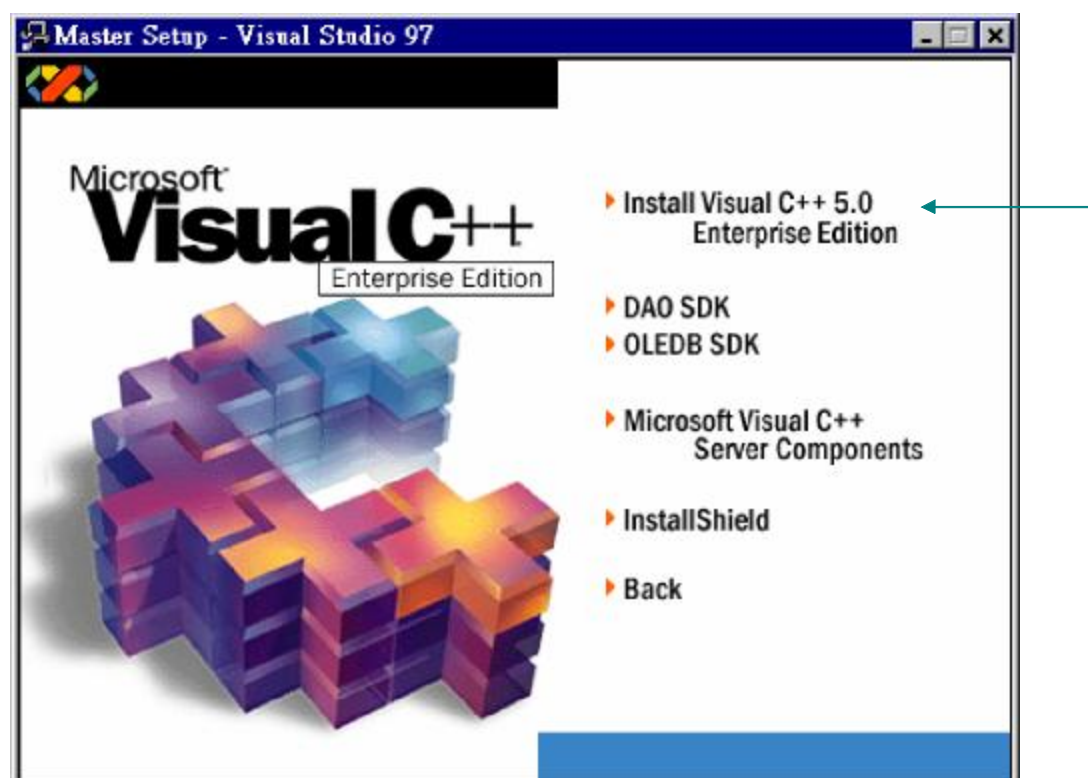 Master Setup - Visual Studio 97
Microsoft
Visual C++
Enterprise Edition
Install Visual C++ 5.0
Enterprise Edition
DAO SDK
OLEDB SDK
Microsoft Visual C++
Server Components
InstallShield
Back